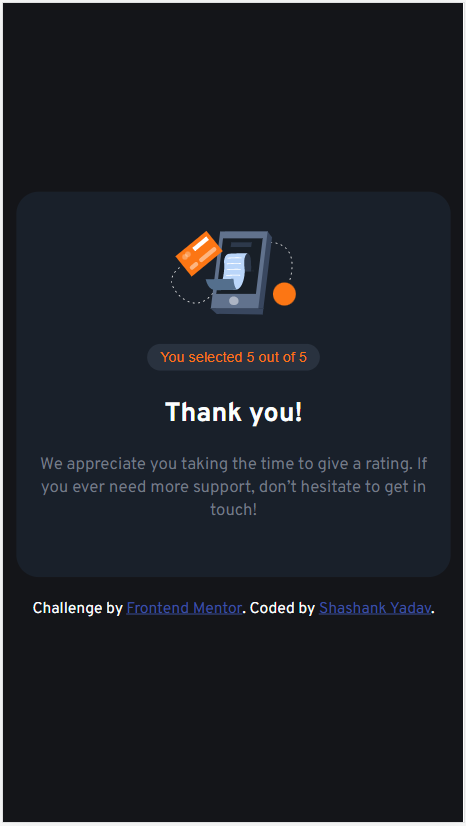 You selected 5 out of 5
Thank you!
We appreciate you taking the time to give a rating. If
you ever need more support, don’t hesitate to get in
touch!
Challenge by Frontend Mentor. Coded by Shashank Yadav.